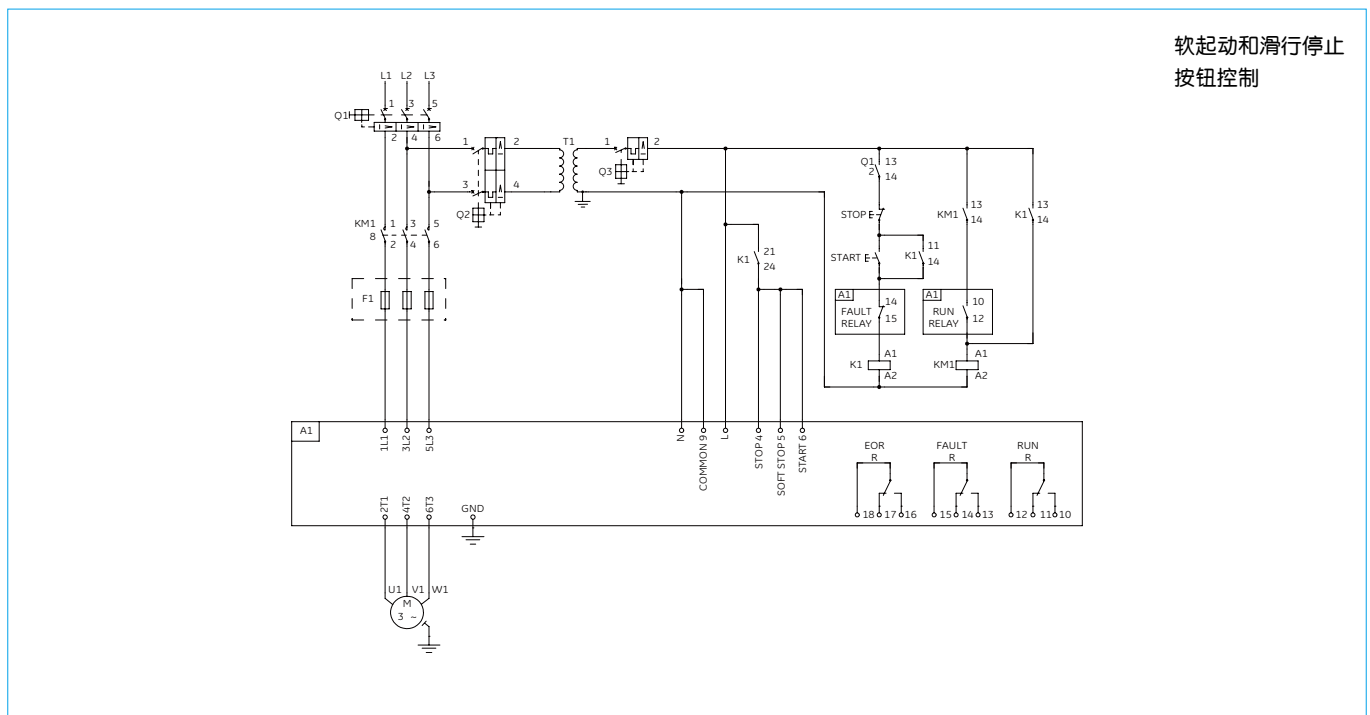 软起动和滑行停止
按钮控制
L1 L2 L3
Q1 1 3 5
2 4 6
1 2 T1 1 2
Q3
3 4
Q2
Q1 13
2 14
STOP
KM1 13
14
K1 13
14
KM1 1 3 5
8 2 4 6
K1 21
24
START
K1 11
14
F1
A1 14
FAULT 15
RELAY
A1 10
RUN 12
RELAY
K1 A1
A2
KM1 A1
A2
A1
1L1 3L2 5L3
N COMMON 9 L STOP 4 SOFT STOP 5 START 6
EOR FAULT RUN
R R R
2T1 4T2 6T3 GND
18 17 16 15 14 13 12 11 10
U1 V1 W1
M
3 ~